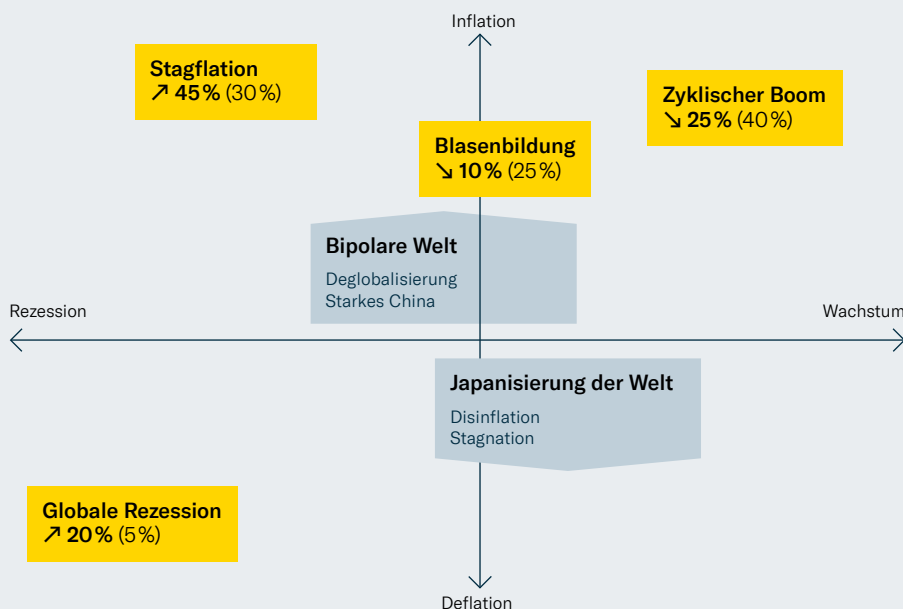 Inflation
Stagflation
↗ 45% (30%)
Zyklischer Boom
↘ 25% (40%)
Blasenbildung
↘ 10% (25%)
Bipolare Welt
Deglobalisierung
Starkes China
Rezession
Wachstum
Japanisierung der Welt
Disinflation
Stagnation
Globale Rezession
↗ 20% (5%)
Deflation